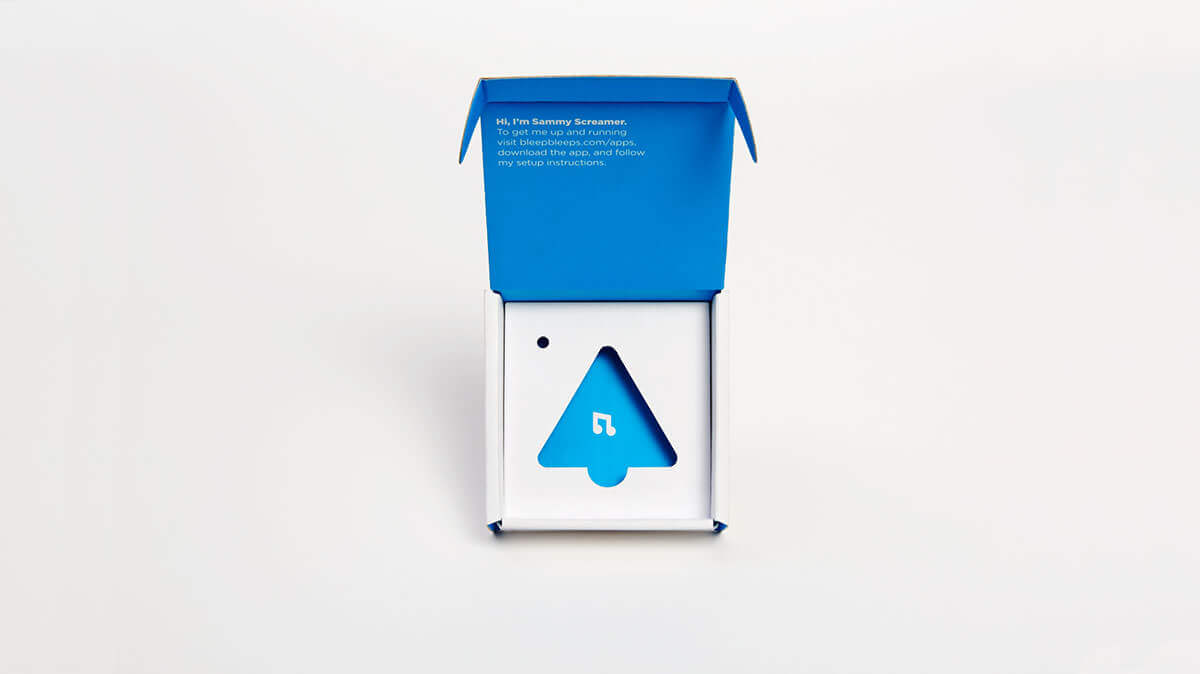 Hi, I'm Sammy Screamer.
To get me up and running
visit bleepbleeps.com/apps,
download the app, and follow
my setup instructions.